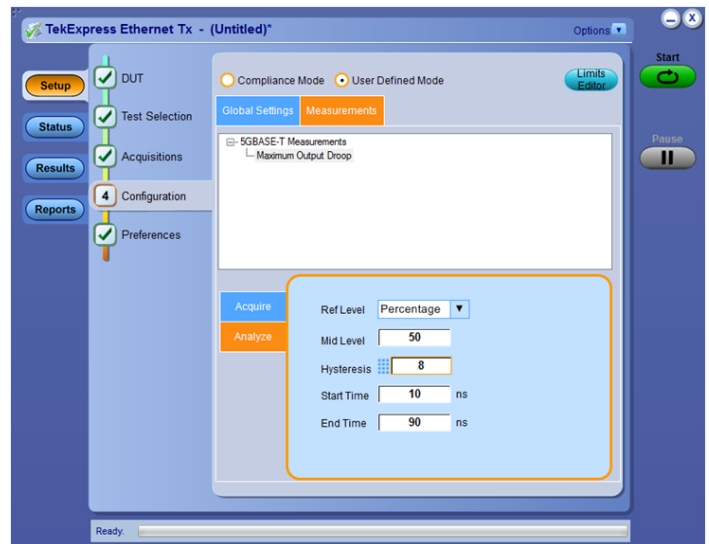 TekExpress Ethernet Tx - (Untitled)*
Options
Start
Pause
Setup
Status
Results
Reports
DUT
Test Selection
Acquisitions
4 Configuration
Preferences
Compliance Mode
User Defined Mode
Limits
Editor
Global Settings
Measurements
5GBASE-T Measurements
Maximum Output Droop
Acquire
Analyze
Ref Level Percentage
Mid Level 50
Hysteresis 8
Start Time 10 ns
End Time 90 ns
Ready.